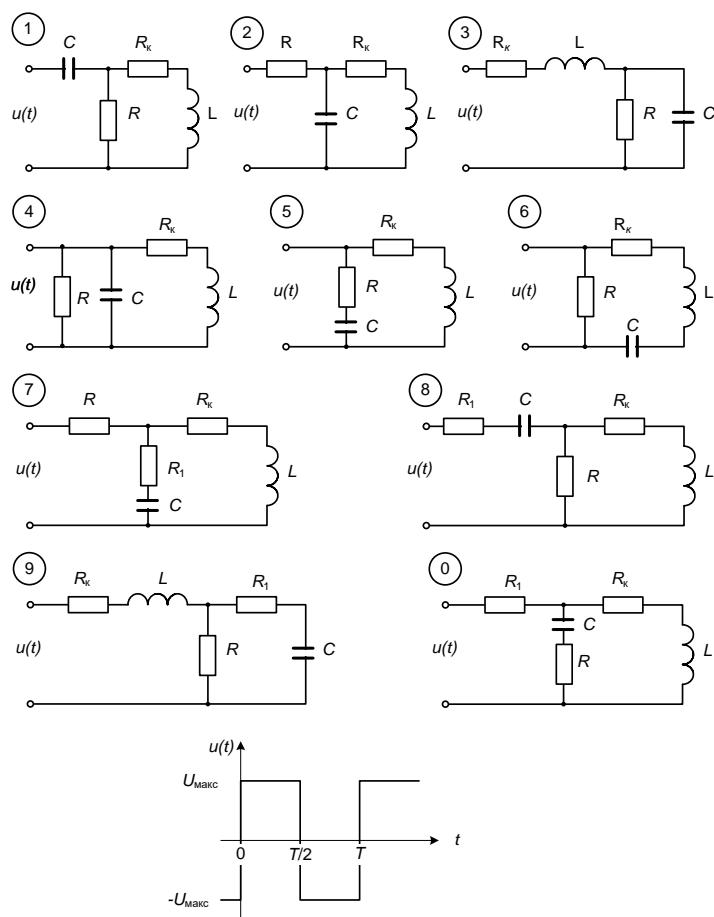 1 2 3
C Rк R Rк Rк L
u(t) R L u(t) C L u(t) R C
4 5 6
Rк Rк Rк
u(t) R C L u(t) R C L u(t) R C L
7 8
R Rк R1 C Rк
u(t) R1 C L u(t) R L
9 0
Rк L R1 R1 Rк
u(t) R C u(t) C R L
u(t)
Uмакс
0 T/2 T t
-Uмакс